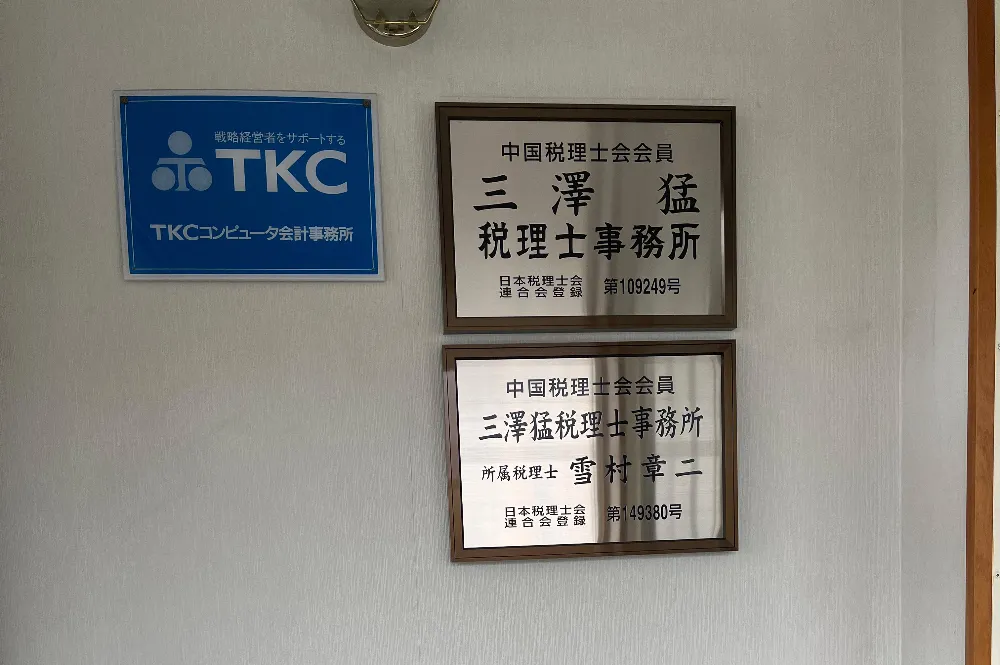 戦略経営者をサポートする
TKC
TKCコンピュータ会計事務所
中国税理士会会員
三澤猛
税理士事務所
日本税理士会
連合会登録
第109249号
中国税理士会会員
三澤猛税理士事務所
所属税理士 雪村章二
日本税理士会
連合会登録
第149380号